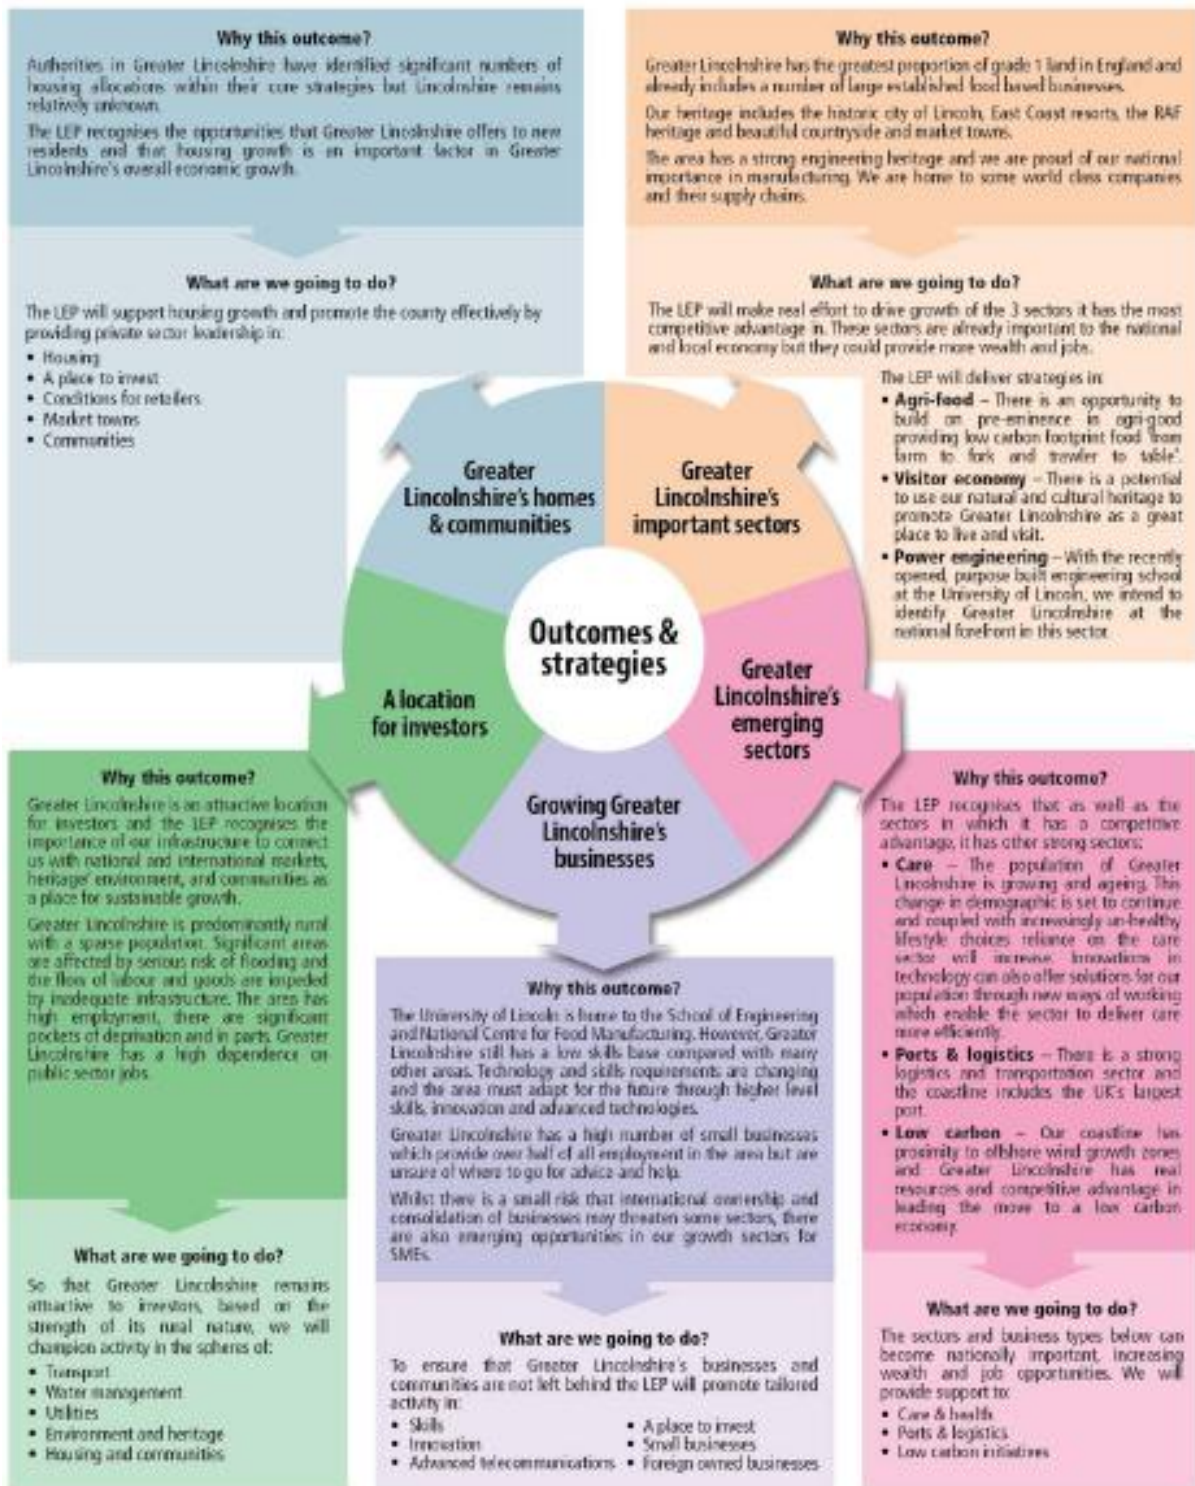 Why this outcome?
Authorities in Greater Lincolnshire have identified significant numbers of
housing allocations within their core strategies but Lincolnshire remains
relatively unknown.
The LEP recognises the opportunities that Greater Lincolnshire offers to new
residents and that housing growth is an important factor in Greater
Lincolnshire's overall economic growth.
What are we going to do?
The LEP will support housing growth and promote the county effectively by
providing private sector leadership in:
• Housing
• A place to invest
• Conditions for retailers
• Market towns
• Communities
Why this outcome?
Greater Lincolnshire has the greatest proportion of grade 1 land in England and
already includes a number of large established food based businesses.
Our heritage includes the historic city of Lincoln, East Coast resorts, the RAF
heritage and beautiful countryside and market towns.
The area has a strong engineering heritage and we are proud of our national
importance in manufacturing. We are home to some world class companies
and their supply chains.
What are we going to do?
The LEP will make real effort to drive growth of the 3 sectors it has the most
competitive advantage in. These sectors are already important to the national
and local economy but they could provide more wealth and jobs.
The LEP will deliver strategies in:
• Agri-food – There is an opportunity to
build on pre-eminence in agri-good
providing low carbon footprint food 'from
farm to fork and trawler to table'.
• Visitor economy – There is a potential
to use our natural and cultural heritage to
promote Greater Lincolnshire as a great
place to live and visit.
• Power engineering – With the recently
opened, purpose built engineering school
at the University of Lincoln, we intend to
identify Greater Lincolnshire at the
national forefront in this sector.
Greater
Lincolnshire's homes
& communities
Greater
Lincolnshire's
important sectors
Outcomes &
strategies
A location
for investors
Greater
Lincolnshire's
emerging
sectors
Growing Greater
Lincolnshire's
businesses
Why this outcome?
Greater Lincolnshire is an attractive location
for investors and the LEP recognises the
importance of our infrastructure to connect
us with national and international markets,
heritage/ environment, and communities as
a place for sustainable growth.
Greater Lincolnshire is predominantly rural
with a sparse population. Significant areas
are affected by serious risk of flooding and
the flow of labour and goods are impeded
by inadequate infrastructure. The area has
high employment, there are significant
pockets of deprivation and in parts, Greater
Lincolnshire has a high dependence on
public sector jobs.
What are we going to do?
So that Greater Lincolnshire remains
attractive to investors, based on the
strength of its rural nature, we will
champion activity in the spheres of:
• Transport
• Water management
• Utilities
• Environment and heritage
• Housing and communities
Why this outcome?
The University of Lincoln is home to the School of Engineering
and National Centre for Food Manufacturing. However, Greater
Lincolnshire still has a low skills base compared with many
other areas. Technology and skills requirements are changing
and the area must adapt for the future through higher level
skills, innovation and advanced technologies.
Greater Lincolnshire has a high number of small businesses
which provide over half of all employment in the area but are
unsure of where to go for advice and help.
Whilst there is a small risk that international ownership and
consolidation of businesses may threaten some sectors, there
are also emerging opportunities in our growth sectors for
SMEs.
What are we going to do?
To ensure that Greater Lincolnshire's businesses and
communities are not left behind the LEP will promote tailored
activity in:
• Skills
• Innovation
• Advanced telecommunications
• A place to invest
• Small businesses
• Foreign owned businesses
Why this outcome?
The LEP recognises that as well as the
sectors in which it has a competitive
advantage, it has other strong sectors:
• Care – The population of Greater
Lincolnshire is growing and ageing. This
change in demographic is set to continue
and coupled with increasingly un-healthy
lifestyle choices reliance on the care
sector will increase. Innovations in
technology can also offer solutions for our
population through new ways of working
which enable the sector to deliver care
more efficiently.
• Ports & logistics – There is a strong
logistics and transportation sector and
the coastline includes the UK's largest
port.
• Low carbon – Our coastline has
proximity to offshore wind growth zones
and Greater Lincolnshire has real
resources and competitive advantage in
leading the move to a low carbon
economy.
What are we going to do?
The sectors and business types below can
become nationally important, increasing
wealth and job opportunities. We will
provide support to:
• Care & health
• Ports & logistics
• Low carbon initiatives